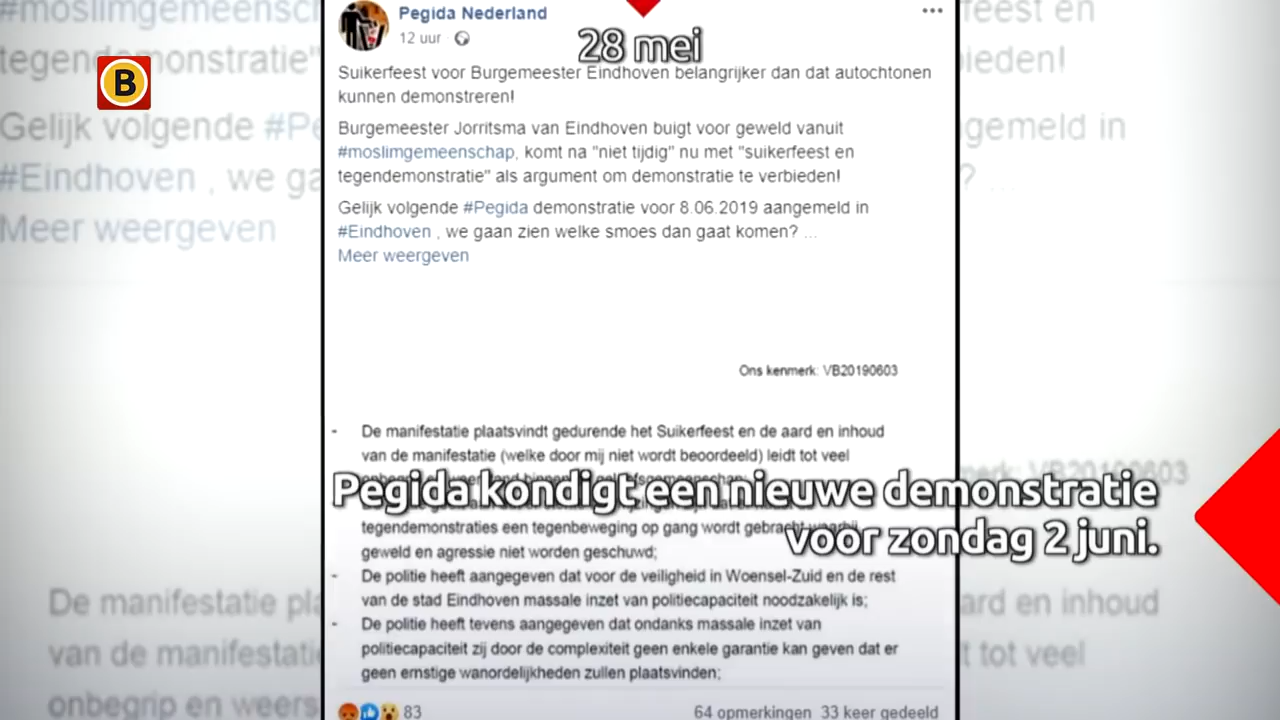 Pegida Nederland
12 uur
28 mei
Suikerfeest voor Burgemeester Eindhoven belangrijker dan dat autochtonen
kunnen demonstreren!
Burgemeester Jorritsma van Eindhoven buigt voor geweld vanuit
#moslimgemeenschap, komt na "niet tijdig" nu met "suikerfeest en
tegendemonstratie" als argument om demonstratie te verbieden!
Gelijk volgende #Pegida demonstratie voor 8.06.2019 aangemeld in
#Eindhoven , we gaan zien welke smoes dan gaat komen? ...
Meer weergeven
Ons kenmerk: VB20190603
- De manifestatie plaatsvindt gedurende het Suikerfeest en de aard en inhoud
van de manifestatie (welke door mij niet wordt beoordeeld) leidt tot veel
Pegida kondigt een nieuwe demonstratie
voor zondag 2 juni.
tegendemonstraties een tegenbeweging op gang wordt gebracht
geweld en agressie niet worden geschuwd;
- De politie heeft aangegeven dat voor de veiligheid in Woensel-Zuid en de rest
van de stad Eindhoven massale inzet van politiecapaciteit noodzakelijk is;
- De politie heeft tevens aangegeven dat ondanks massale inzet van
politiecapaciteit zij door de complexiteit geen enkele garantie kan geven dat er
geen ernstige wanordelijkheden zullen plaatsvinden;
83
64 opmerkingen 33 keer gedeeld
B